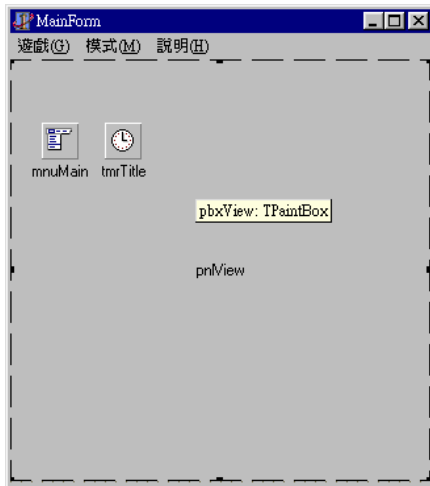 MainForm
遊戲(G) 模式(M) 說明(H)
mnuMain tmrTitle
pbxView: TPaintBox
pnlView